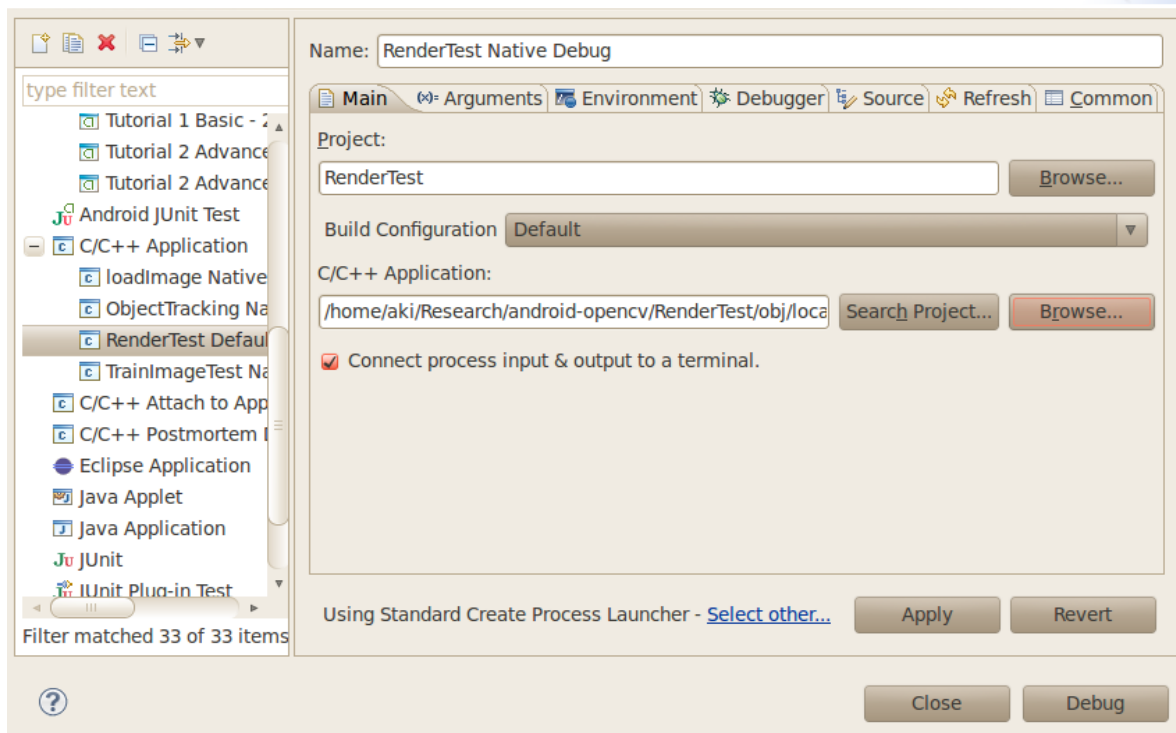 type filter text
Tutorial 1 Basic - 2
Tutorial 2 Advance
Tutorial 2 Advance
Android JUnit Test
C/C++ Application
loadImage Native
ObjectTracking Na
RenderTest Defaul
TrainImageTest Na
C/C++ Attach to App
C/C++ Postmortem
Eclipse Application
Java Applet
Java Application
JUnit
JUnit Plug-in Test
Filter matched 33 of 33 items
Name: RenderTest Native Debug
Main (x)= Arguments Environment Debugger Source Refresh Common
Project:
RenderTest Browse...
Build Configuration Default
C/C++ Application:
/home/aki/Research/android-opencv/RenderTest/obj/loca Search Project... Browse...
Connect process input & output to a terminal.
Using Standard Create Process Launcher - Select other... Apply Revert
Close Debug